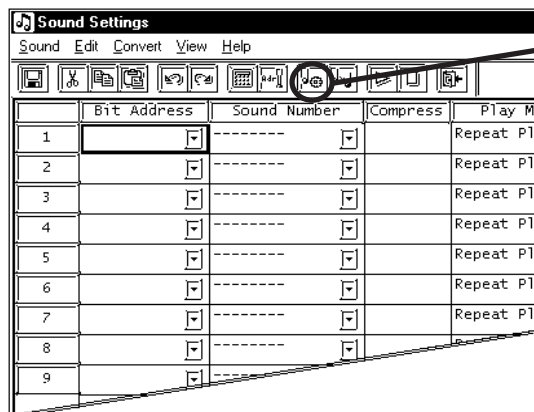 Sound Settings
Sound Edit Convert View Help
Bit Address Sound Number Compress Play M
1 -------- Repeat Pl
2 -------- Repeat Pl
3 -------- Repeat Pl
4 -------- Repeat Pl
5 -------- Repeat Pl
6 -------- Repeat Pl
7 -------- Repeat Pl
8 --------
9 --------